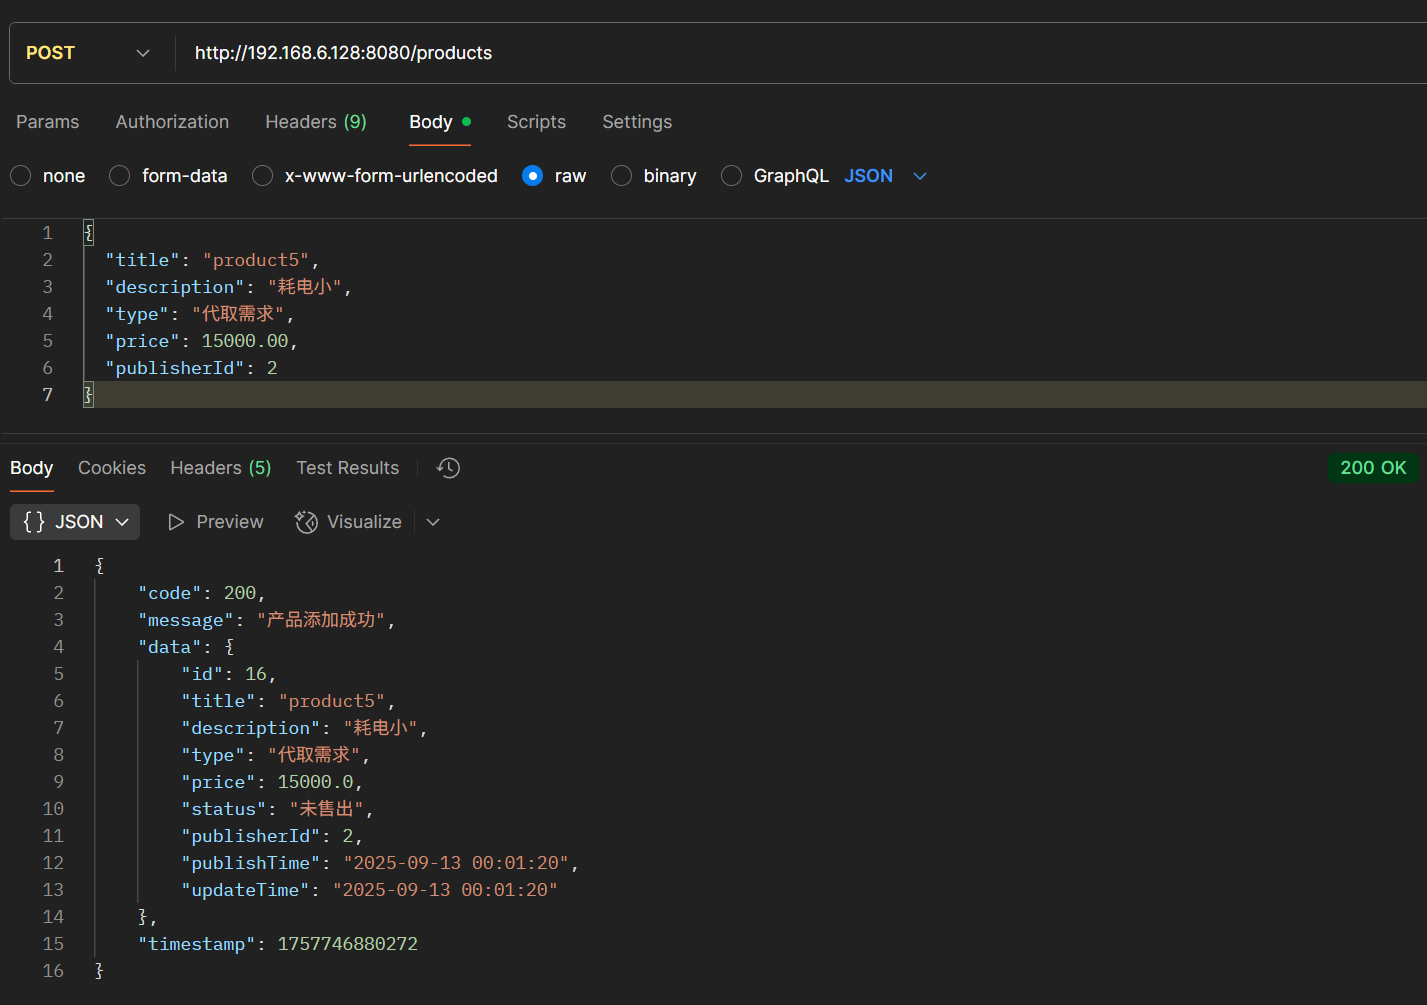 POST http://192.168.6.128:8080/products
Params Authorization Headers (9) Body Scripts Settings
none form-data x-www-form-urlencoded raw binary GraphQL JSON
1 {
2 "title": "product5",
3 "description": "耗电小",
4 "type": "代取需求",
5 "price": 15000.00,
6 "publisherId": 2
7 }
Body Cookies Headers (5) Test Results 200 OK
{} JSON Preview Visualize
1 {
2 "code": 200,
3 "message": "产品添加成功",
4 "data": {
5 "id": 16,
6 "title": "product5",
7 "description": "耗电小",
8 "type": "代取需求",
9 "price": 15000.0,
10 "status": "未售出",
11 "publisherId": 2,
12 "publishTime": "2025-09-13 00:01:20",
13 "updateTime": "2025-09-13 00:01:20"
14 },
15 "timestamp": 1757746880272
16 }